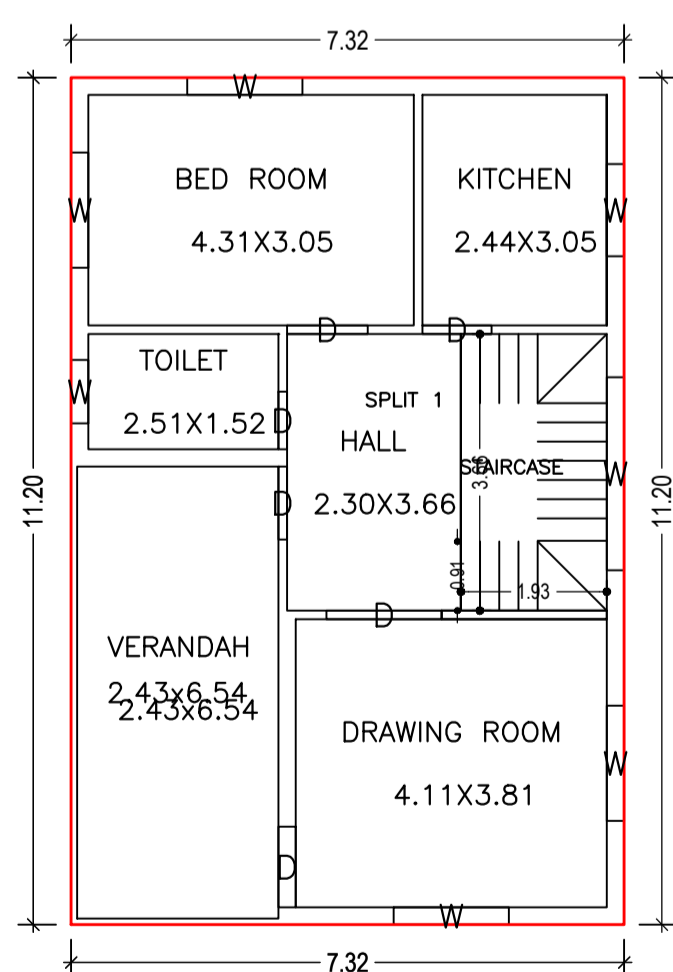 7.32
W
BED ROOM
4.31X3.05
KITCHEN
2.44X3.05
W
W
D
D
TOILET
2.51X1.52
W
D
SPLIT 1
HALL
2.30X3.66
STAIRCASE
3.66
W
D
11.20
11.20
0.91
1.93
D
VERANDAH
2.43x6.54
2.43x6.54
DRAWING ROOM
4.11X3.81
W
D
W
7.32